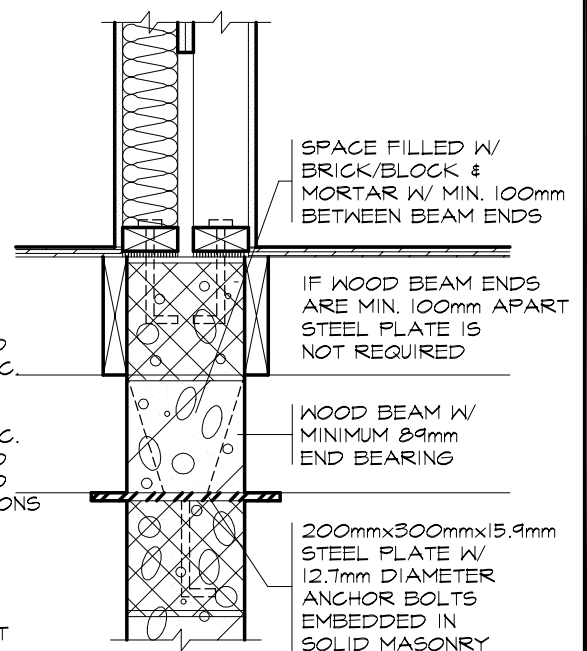 SPACE FILLED W/
BRICK/BLOCK &
MORTAR W/ MIN. 100mm
BETWEEN BEAM ENDS
IF WOOD BEAM ENDS
ARE MIN. 100mm APART
STEEL PLATE IS
NOT REQUIRED
WOOD BEAM W/
MINIMUM 89mm
END BEARING
200mmx300mmx15.9mm
STEEL PLATE W/
12.7mm DIAMETER
ANCHOR BOLTS
EMBEDDED IN
SOLID MASONRY